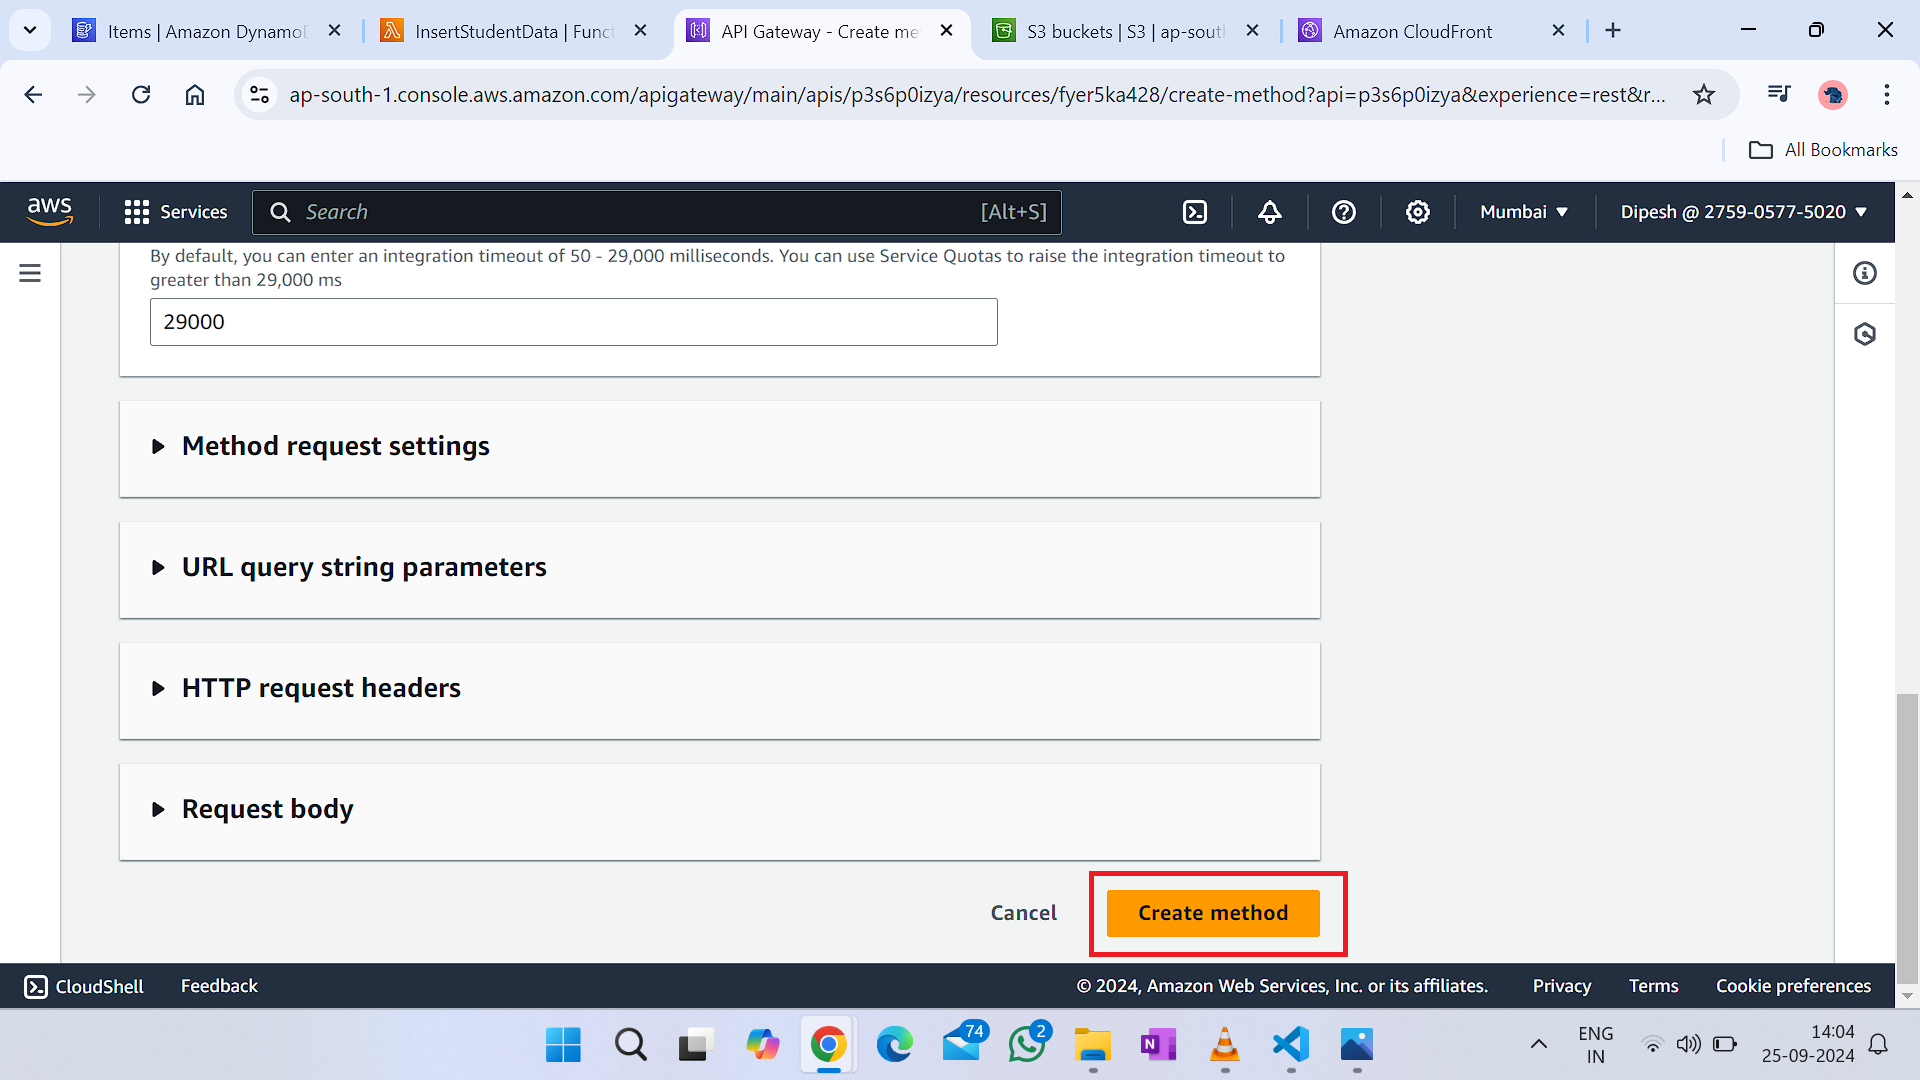 Items | Amazon Dynamo
InsertStudentData | Funct
API Gateway - Create me
S3 buckets | S3 | ap-sout
Amazon CloudFront
ap-south-1.console.aws.amazon.com/apigateway/main/apis/p3s6p0izya/resources/fyer5ka428/create-method?api=p3s6p0izya&experience=rest&r...
All Bookmarks
aws
Services
Search
[Alt+S]
Mumbai
Dipesh @ 2759-0577-5020
By default, you can enter an integration timeout of 50 - 29,000 milliseconds. You can use Service Quotas to raise the integration timeout to
greater than 29,000 ms
29000
Method request settings
URL query string parameters
HTTP request headers
Request body
Cancel
Create method
CloudShell
Feedback
© 2024, Amazon Web Services, Inc. or its affiliates.
Privacy
Terms
Cookie preferences
74
2
N
ENG
IN
14:04
25-09-2024